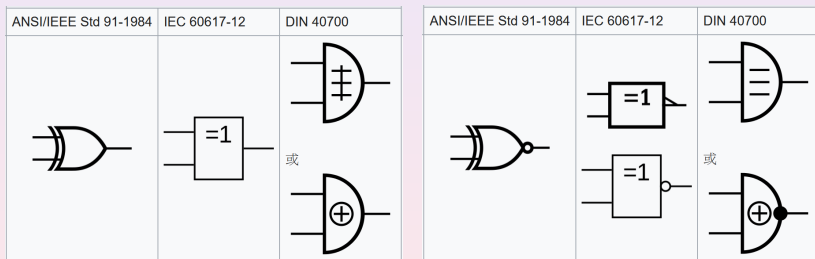 ANSI/IEEE Std 91-1984 IEC 60617-12 DIN 40700
=1
或
ANSI/IEEE Std 91-1984 IEC 60617-12 DIN 40700
=1
=1
或